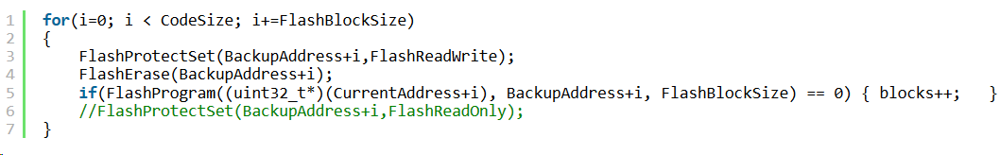 1 for(i=0; i < CodeSize; i+=FlashBlockSize)
2 {
3 FlashProtectSet(BackupAddress+i,FlashReadWrite);
4 FlashErase(BackupAddress+i);
5 if(FlashProgram((uint32_t*)(CurrentAddress+i), BackupAddress+i, FlashBlockSize) == 0) { blocks++; }
6 //FlashProtectSet(BackupAddress+i,FlashReadOnly);
7 }